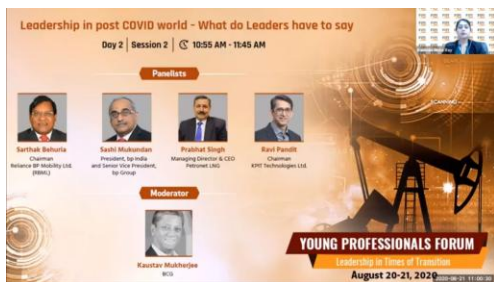 Leadership in post COVID world - What do Leaders have to say
Day 2 | Session 2 | 10:55 AM - 11:45 AM
Panellists
Sarthak Behuria
Chairman
Reliance BP Mobility Ltd.
(RBML)
Sashi Mukundan
President, bp India
and Senior Vice President,
bp Group
Prabhat Singh
Managing Director & CEO
Petronet LNG
Ravi Pandit
Chairman
KPIT Technologies Ltd.
Moderator
Kaustav Mukherjee
BCG
SCANNING
YOUNG PROFESSIONALS FORUM
Leadership in Times of Transition
August 20-21, 2020